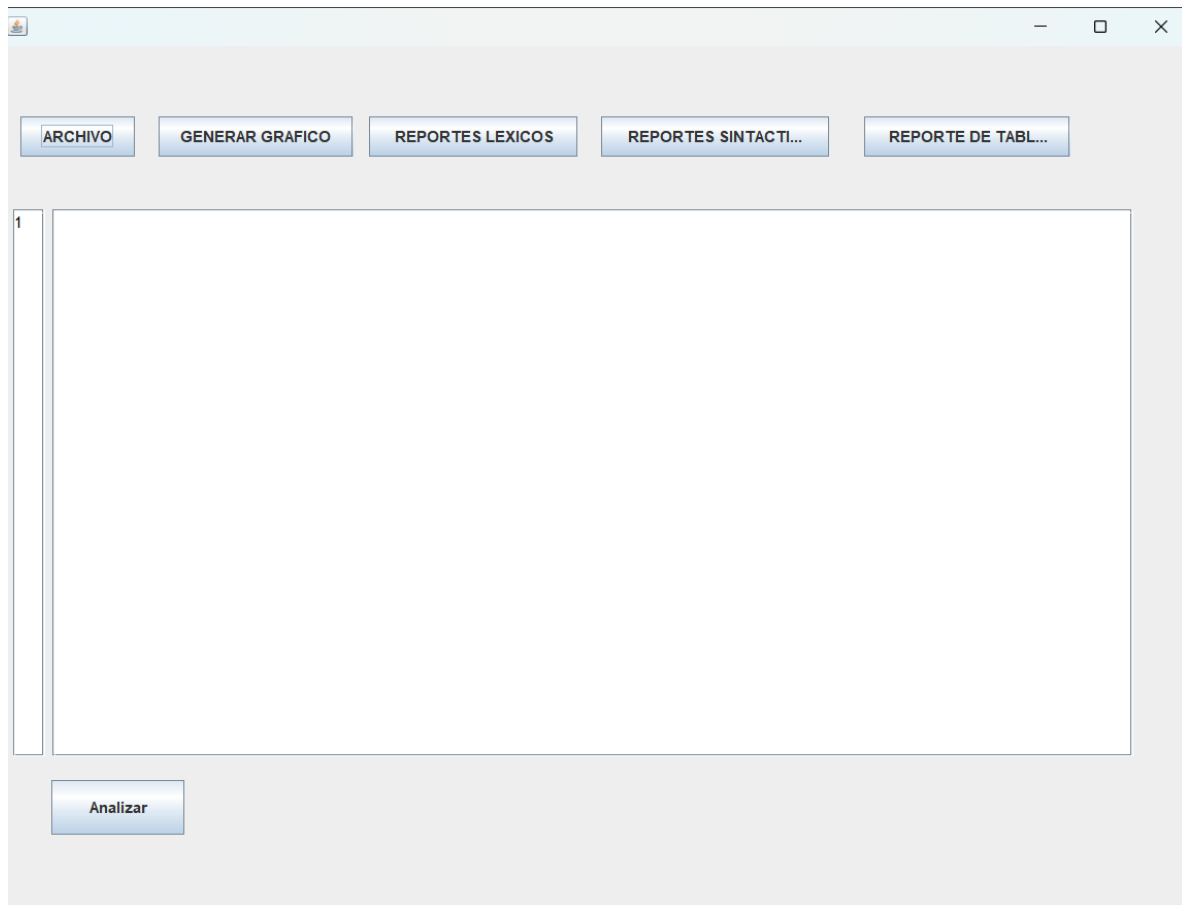 ARCHIVO
GENERAR GRAFICO
REPORTES LEXICOS
REPORTES SINTACTI...
REPORTE DE TABL...
1
Analizar